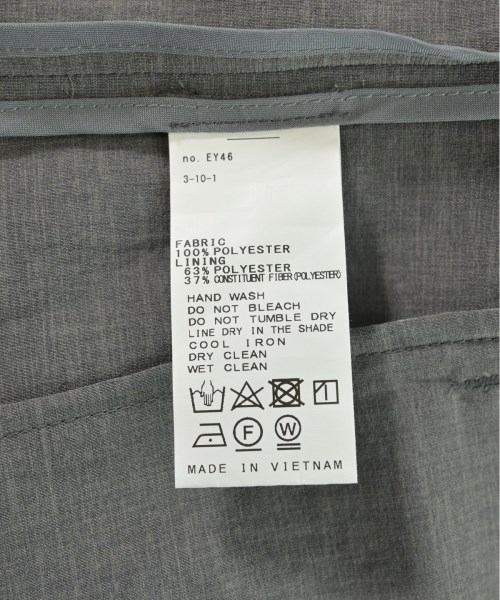 no. EY46
3-10-1
FABRIC
100% POLYESTER
LINING
63% POLYESTER
37% CONSTITUENT FIBER(POLYESTER)
HAND WASH
DO NOT BLEACH
DO NOT TUMBLE DRY
LINE DRY IN THE SHADE
COOL IRON
DRY CLEAN
WET CLEAN
F W
MADE IN VIETNAM